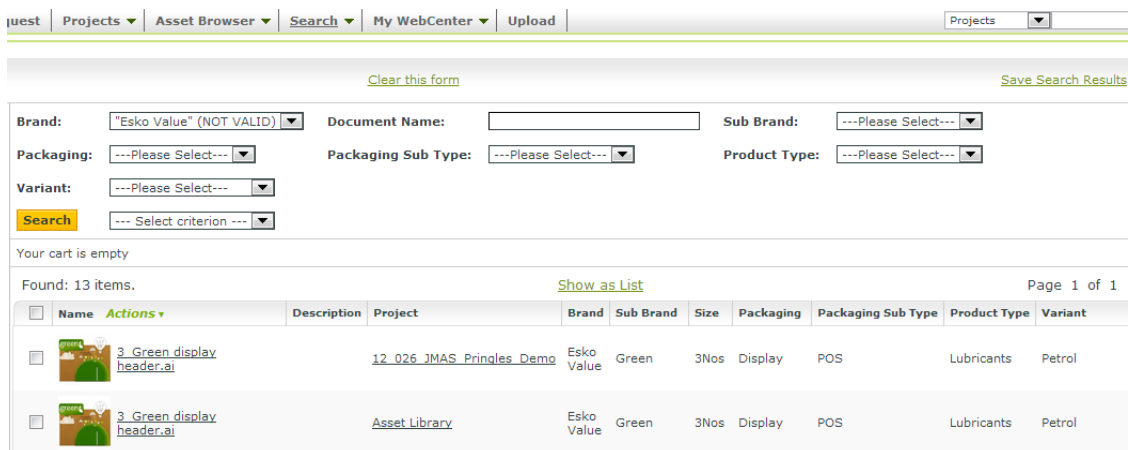 Projects ▼ Asset Browser ▼ Search ▼ My WebCenter ▼ Upload Projects
Clear this form Save Search Results
Brand: "Esko Value" (NOT VALID) Document Name: Sub Brand: ---Please Select---
Packaging: ---Please Select--- Packaging Sub Type: ---Please Select--- Product Type: ---Please Select---
Variant: ---Please Select---
Search --- Select criterion ---
Your cart is empty
Found: 13 items. Show as List Page 1 of 1
Name Actions ▾ Description Project Brand Sub Brand Size Packaging Packaging Sub Type Product Type Variant
3_Green display header.ai 12_026_JMAS_Pringles_Demo Esko Value Green 3Nos Display POS Lubricants Petrol
3_Green display header.ai Asset Library Esko Value Green 3Nos Display POS Lubricants Petrol